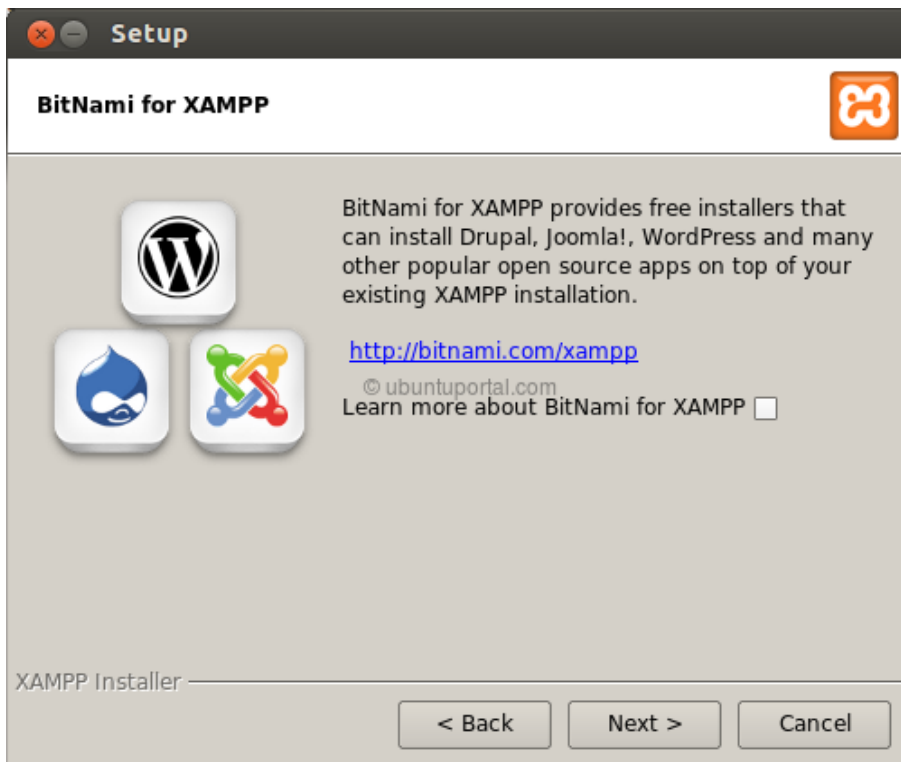 Setup
BitNami for XAMPP
BitNami for XAMPP provides free installers that
can install Drupal, Joomla!, WordPress and many
other popular open source apps on top of your
existing XAMPP installation.
http://bitnami.com/xampp
© ubuntuportal.com
Learn more about BitNami for XAMPP
XAMPP Installer
< Back
Next >
Cancel